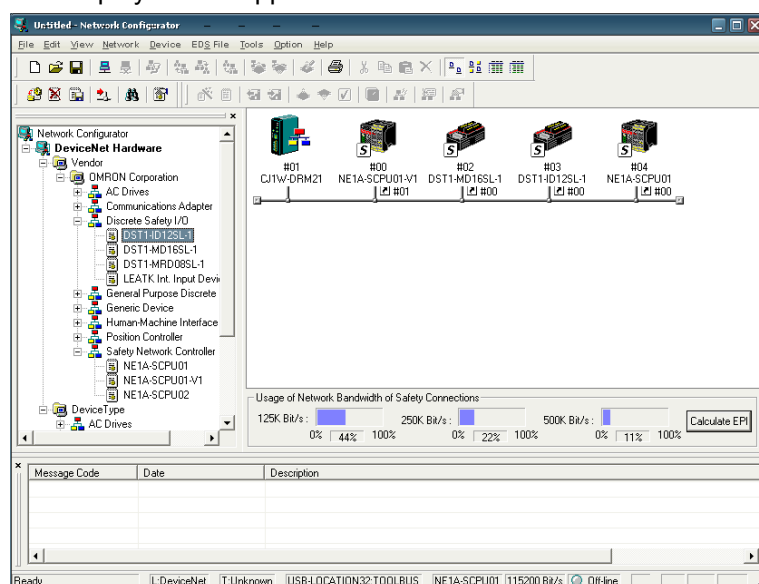 Untitled - Network Configurator
File Edit View Network Device EDS File Tools Option Help
Network Configurator
DeviceNet Hardware
Vendor
OMRON Corporation
AC Drives
Communications Adapter
Discrete Safety I/O
DST1-ID12SL-1
DST1-MD16SL-1
DST1-MRD08SL-1
LEATK Int. Input Devi
General Purpose Discrete
Generic Device
Human-Machine Interface
Position Controller
Safety Network Controller
NE1A-SCPU01
NE1A-SCPU01-V1
NE1A-SCPU02
DeviceType
AC Drives
S S S S
#01 #00 #02 #03 #04
CJ1W-DRM21 NE1A-SCPU01-V1 DST1-MD16SL-1 DST1-ID12SL-1 NE1A-SCPU01
#01 #00 #00 #00
Usage of Network Bandwidth of Safety Connections
125K Bit/s : 250K Bit/s : 500K Bit/s : Calculate EPI
0% 44% 100% 0% 22% 100% 0% 11% 100%
Message Code Date Description
Ready L:DeviceNet T:Unknown USB-LOCATION32:TOOLBUS NE1A-SCPU01 115200 Bit/s Off-line